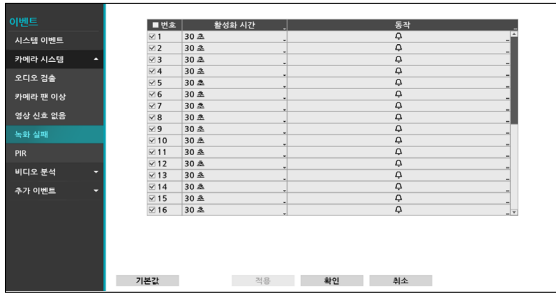 이벤트
시스템 이벤트
카메라 시스템
오디오 검출
카메라 팬 이상
영상 신호 없음
녹화 실패
PIR
비디오 분석
추가 이벤트
번호 활성화 시간 동작
1 30 초
2 30 초
3 30 초
4 30 초
5 30 초
6 30 초
7 30 초
8 30 초
9 30 초
10 30 초
11 30 초
12 30 초
13 30 초
14 30 초
15 30 초
16 30 초
기본값 적용 확인 취소